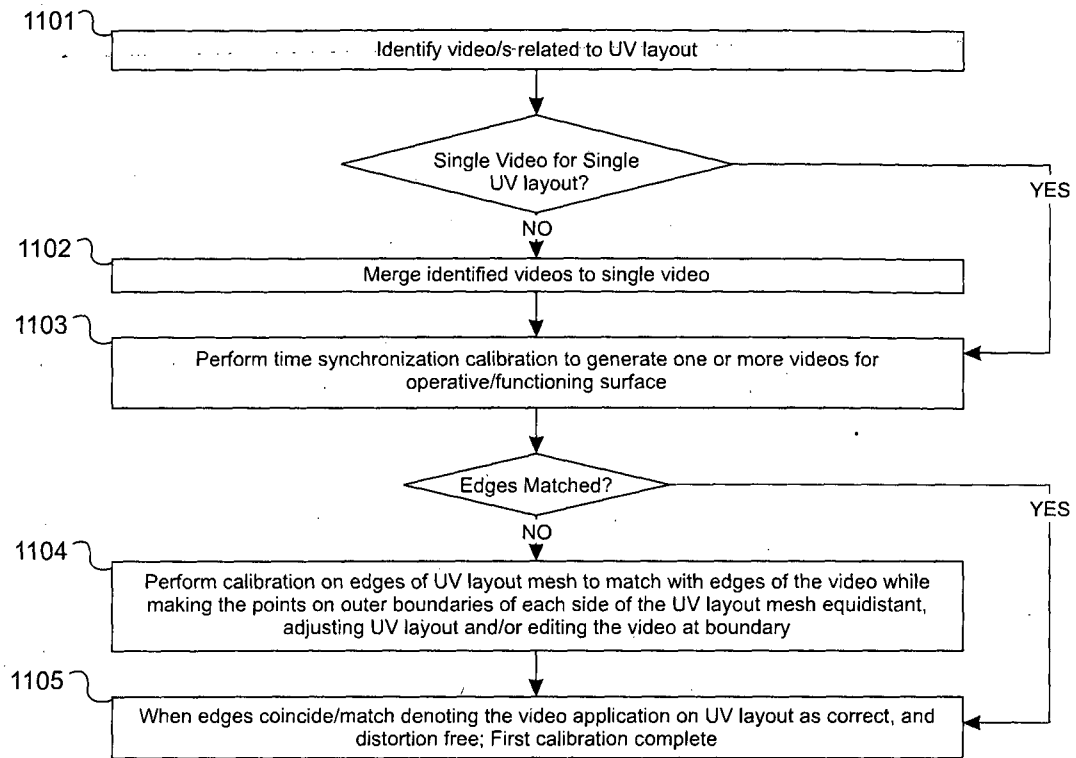 1101
Identify video/s related to UV layout
Single Video for Single
UV layout?
YES
NO
1102
Merge identified videos to single video
1103
Perform time synchronization calibration to generate one or more videos for
operative/functioning surface
Edges Matched?
YES
NO
1104
Perform calibration on edges of UV layout mesh to match with edges of the video while
making the points on outer boundaries of each side of the UV layout mesh equidistant,
adjusting UV layout and/or editing the video at boundary
1105
When edges coincide/match denoting the video application on UV layout as correct, and
distortion free; First calibration complete